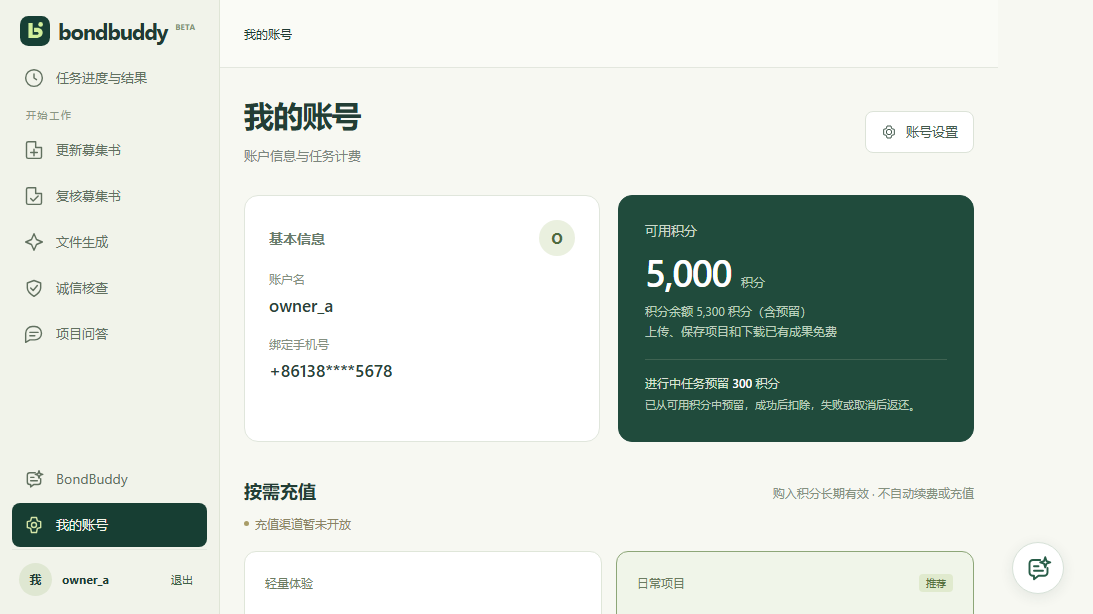 bondbuddy BETA
任务进度与结果
开始工作
更新募集书
复核募集书
文件生成
诚信核查
项目问答
BondBuddy
我的账号
我 owner_a 退出
我的账号
我的账号
账户信息与任务计费
账号设置
基本信息
O
账户名
owner_a
绑定手机号
+86138****5678
可用积分
5,000 积分
积分余额 5,300 积分（含预留）
上传、保存项目和下载已有成果免费
进行中任务预留 300 积分
已从可用积分中预留，成功后扣除，失败或取消后返还。
按需充值
购入积分长期有效 · 不自动续费或充值
充值渠道暂未开放
轻量体验
日常项目
推荐